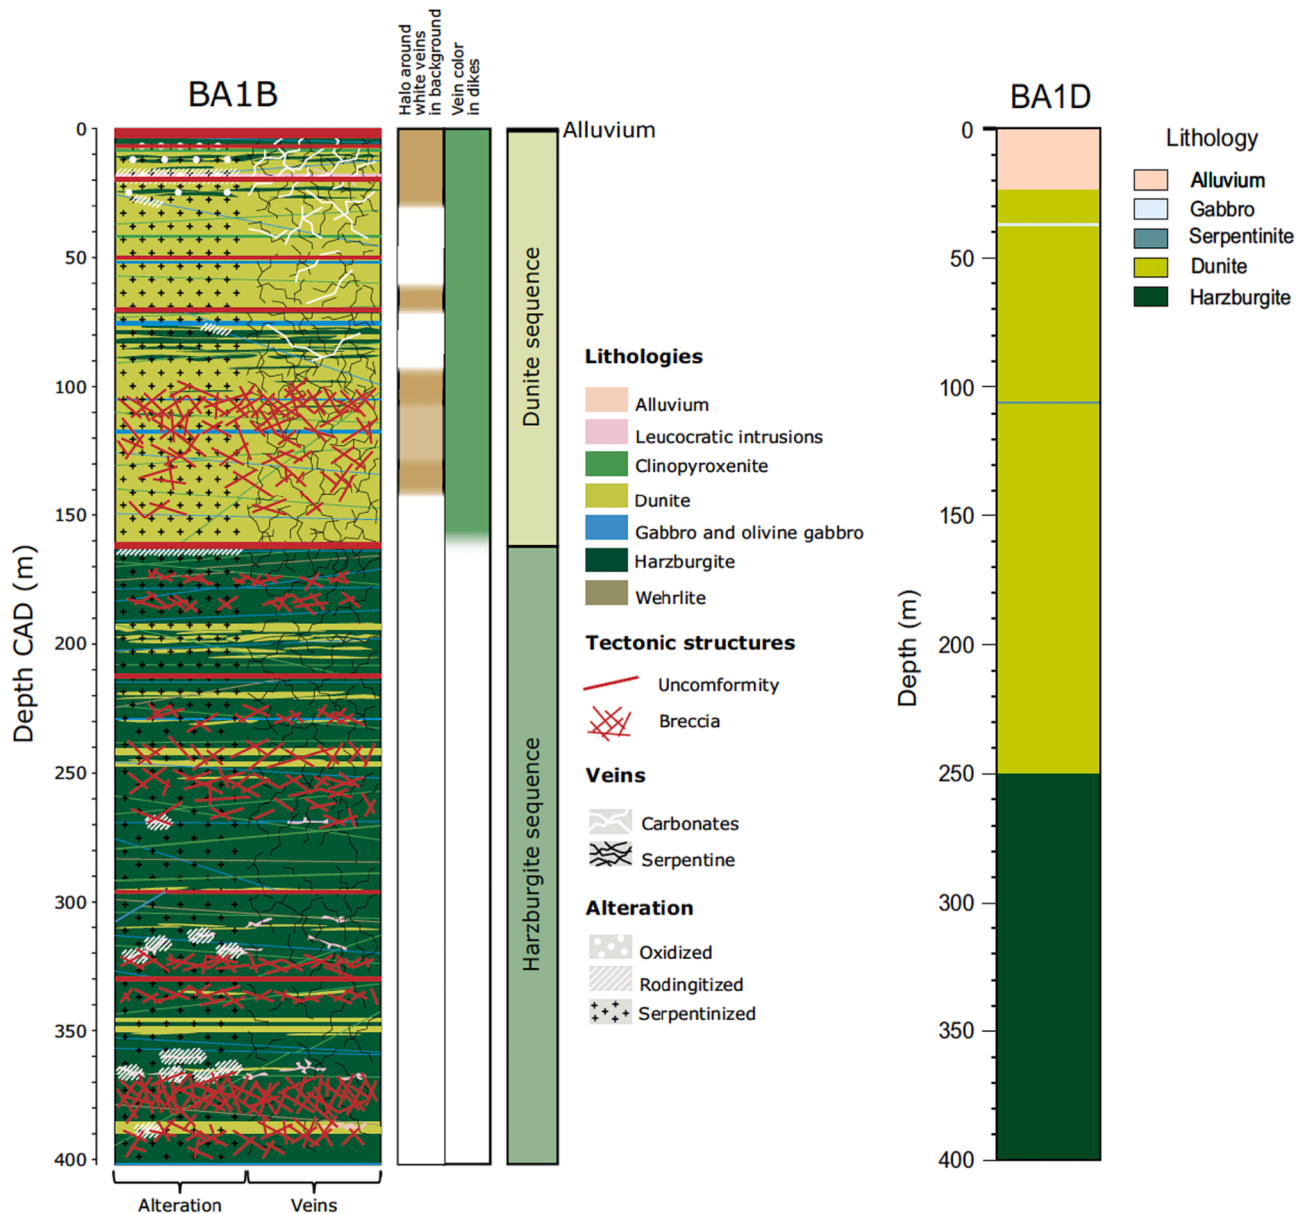 BA1B
Halo around
white veins
in background
Vein color
in dikes
Depth CAD (m)
0
50
100
150
200
250
300
350
400
Alteration
Veins
Alluvium
Dunite sequence
Harzburgite sequence
Lithologies
Alluvium
Leucocratic intrusions
Clinopyroxenite
Dunite
Gabbro and olivine gabbro
Harzburgite
Wehrlite
Tectonic structures
Uncomformity
Breccia
Veins
Carbonates
Serpentine
Alteration
Oxidized
Rodingitized
Serpentinized
BA1D
Depth (m)
0
50
100
150
200
250
300
350
400
Lithology
Alluvium
Gabbro
Serpentinite
Dunite
Harzburgite